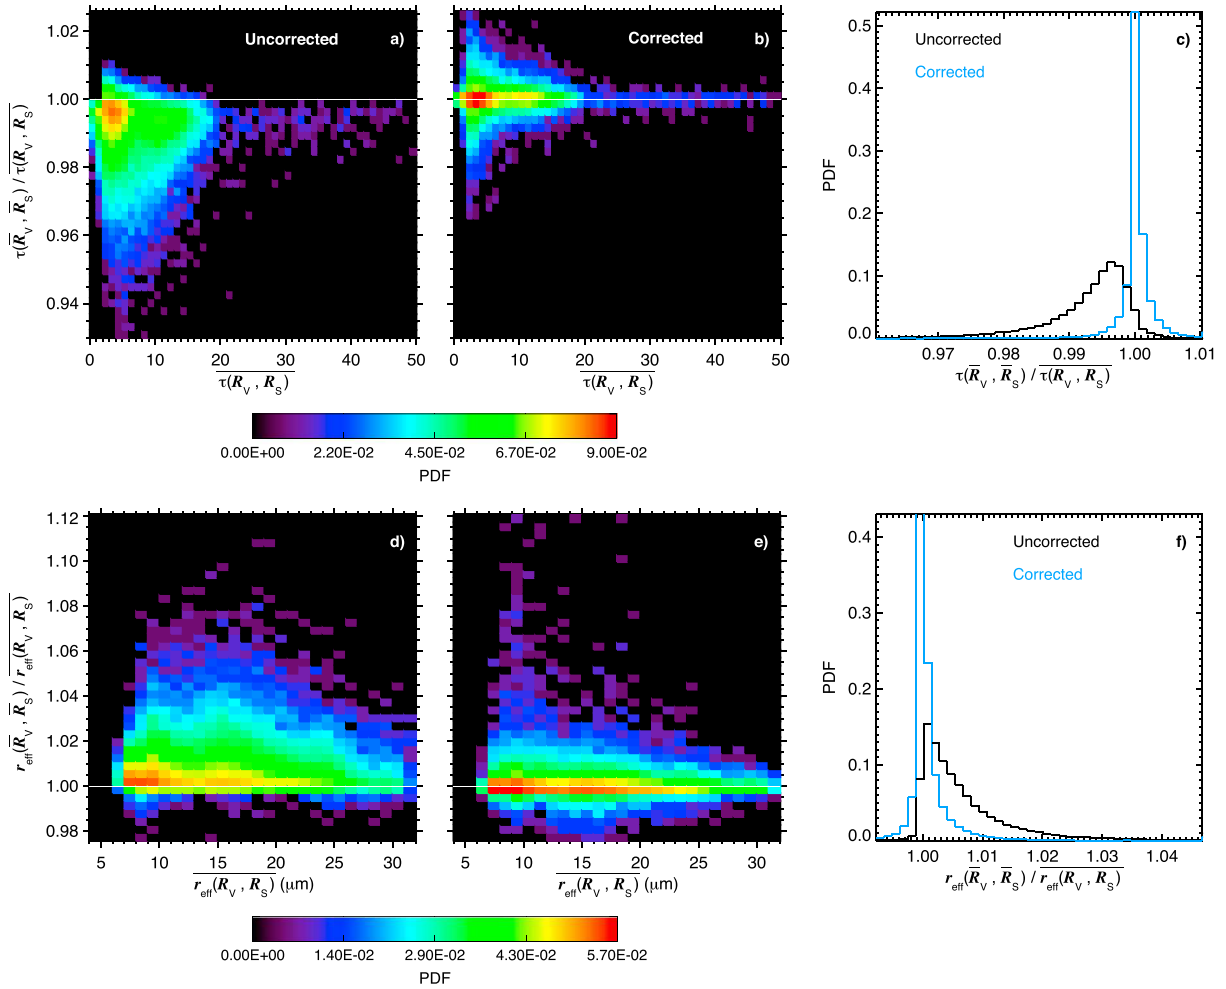 1.02
1.00
0.98
0.96
0.94
τ(R̅V , R̅S) / τ(RV , RS)
Uncorrected a)
0 10 20 30 40 50
τ(RV , RS)
Corrected b)
0 10 20 30 40 50
τ(RV , RS)
0.5
0.4
0.3
0.2
0.1
0.0
PDF
Uncorrected c)
Corrected
0.97 0.98 0.99 1.00 1.01
τ(R̅V , R̅S) / τ(RV , RS)
0.00E+00 2.20E-02 4.50E-02 6.70E-02 9.00E-02
PDF
1.12
1.10
1.08
1.06
1.04
1.02
1.00
0.98
reff(R̅V , R̅S) / reff(RV , RS)
d)
5 10 15 20 25 30
reff(RV , RS) (μm)
e)
5 10 15 20 25 30
reff(RV , RS) (μm)
0.4
0.3
0.2
0.1
0.0
PDF
Uncorrected f)
Corrected
1.00 1.01 1.02 1.03 1.04
reff(R̅V , R̅S) / reff(RV , RS)
0.00E+00 1.40E-02 2.90E-02 4.30E-02 5.70E-02
PDF